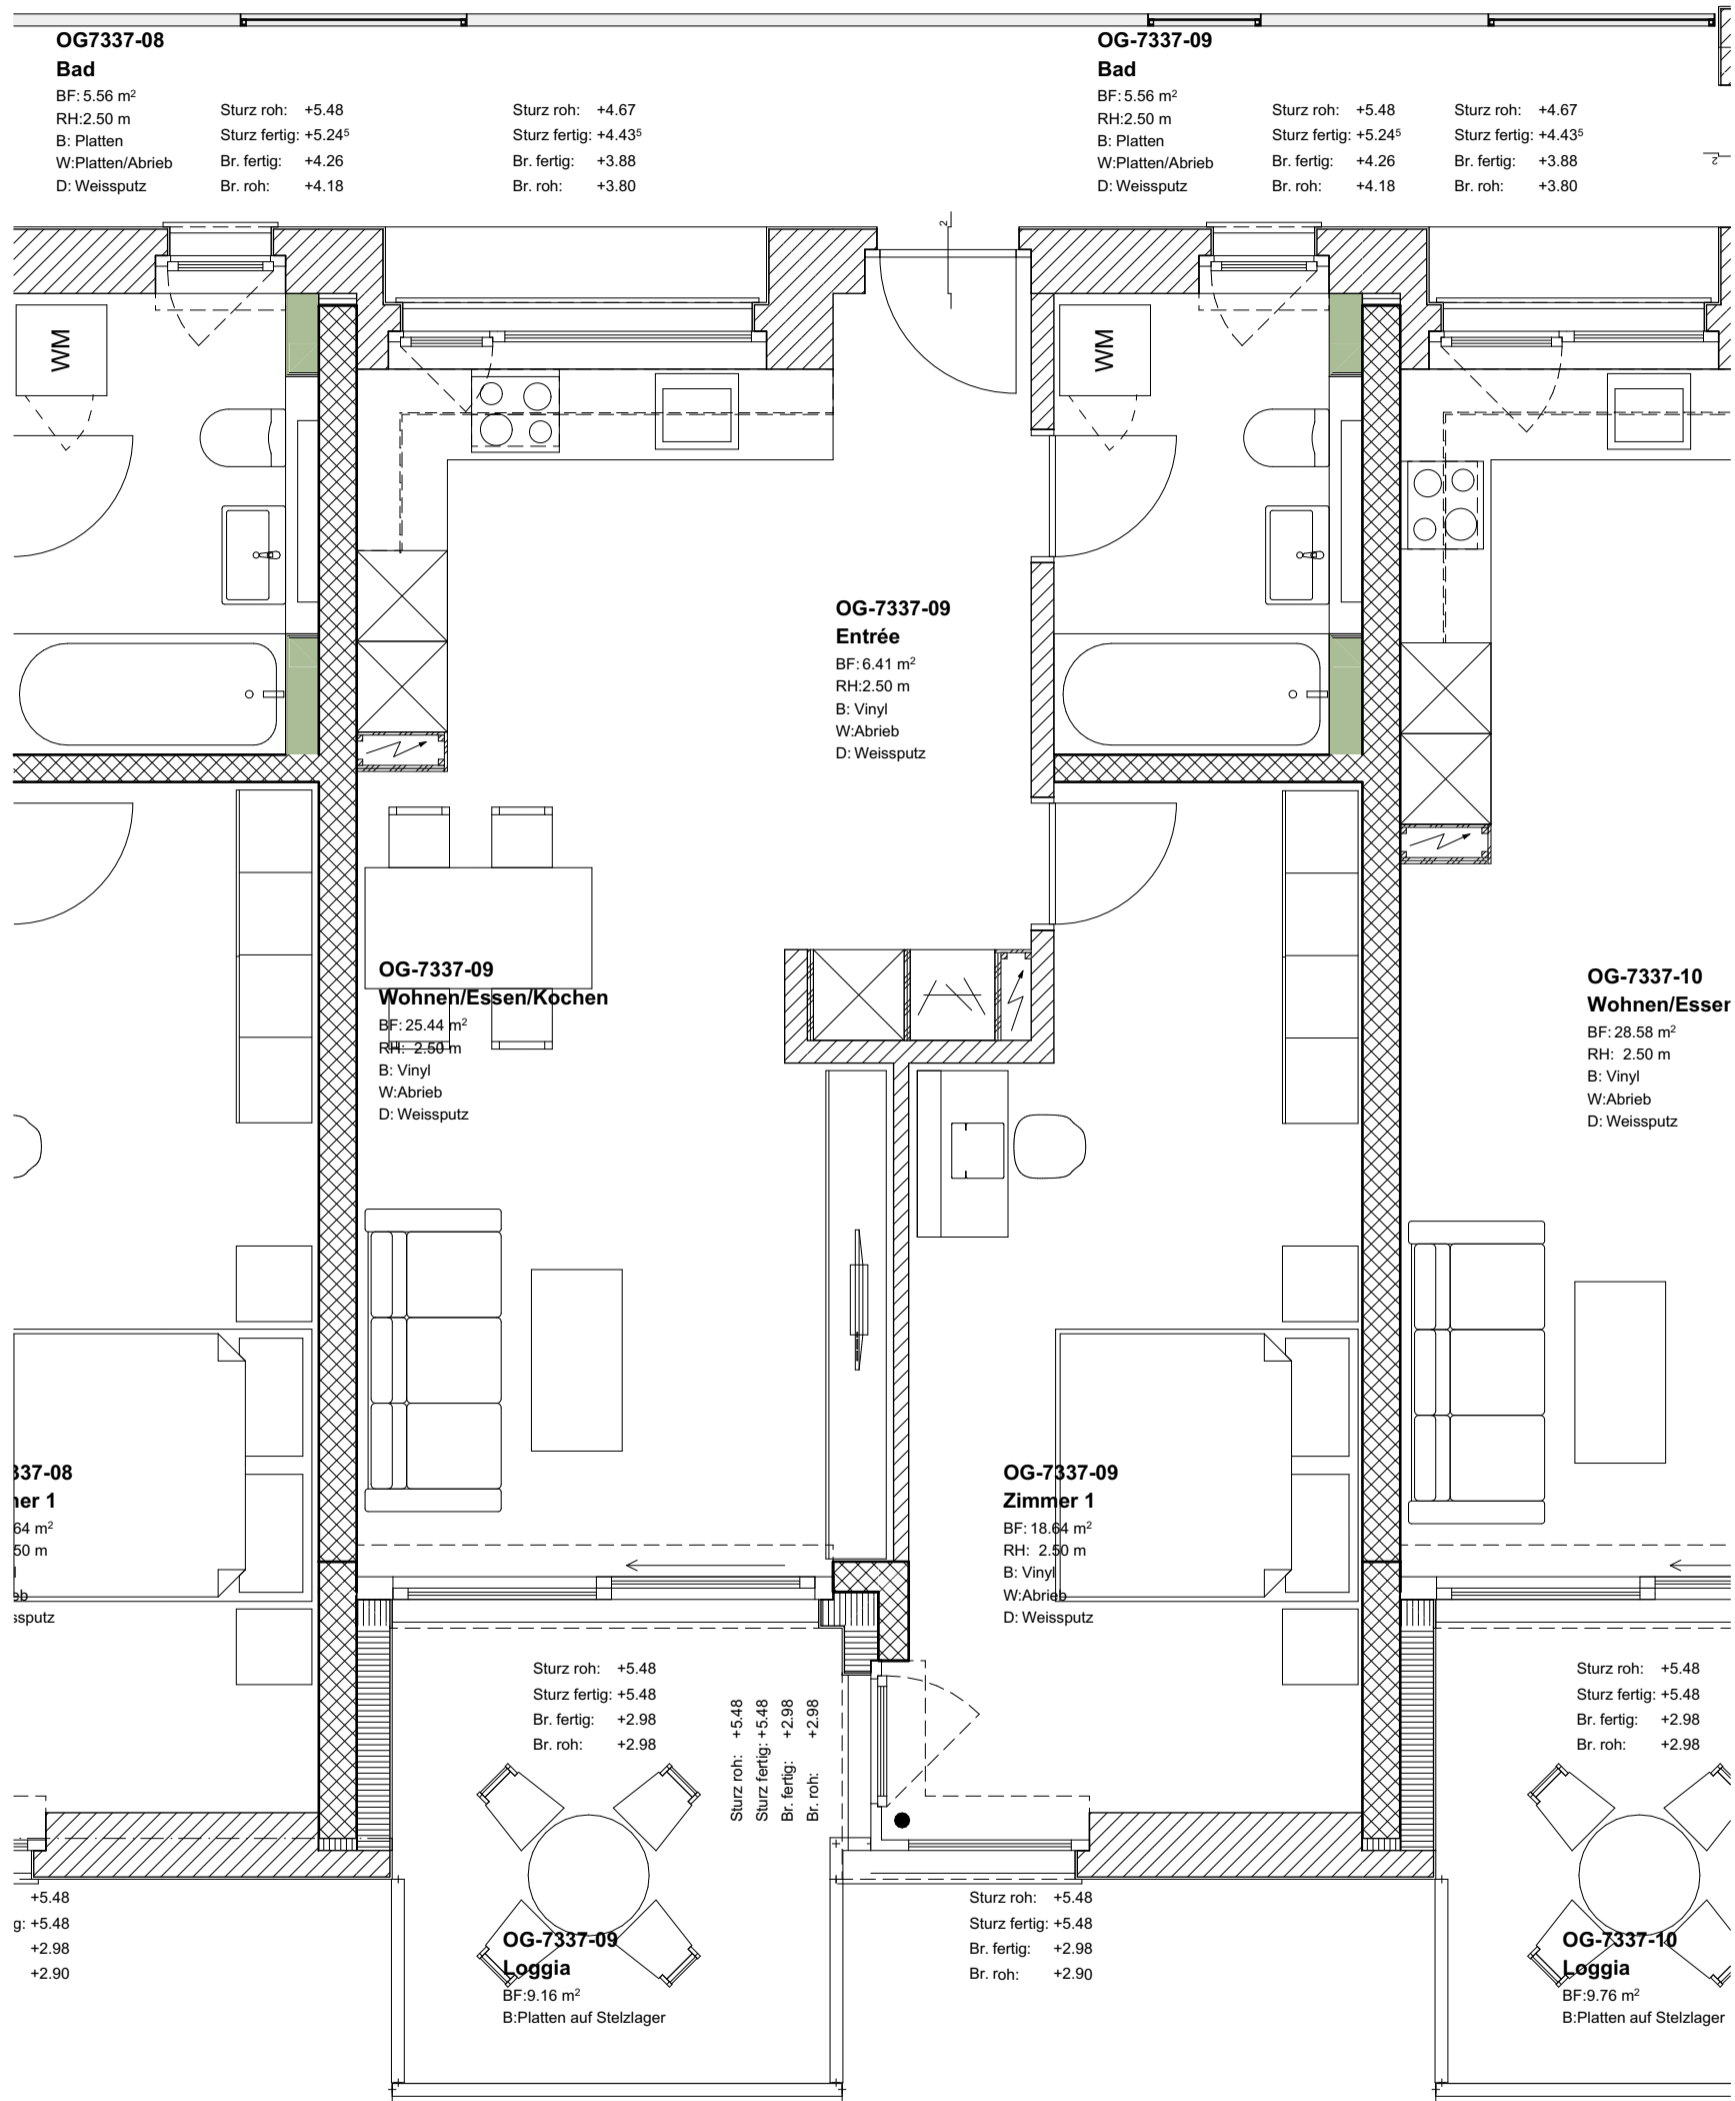 OG7337-08
Bad
BF: 5.56 m²
RH:2.50 m
B: Platten
W:Platten/Abrieb
D: Weissputz
Sturz roh: +5.48
Sturz fertig: +5.24⁵
Br. fertig: +4.26
Br. roh: +4.18
Sturz roh: +4.67
Sturz fertig: +4.43⁵
Br. fertig: +3.88
Br. roh: +3.80
OG-7337-09
Bad
BF: 5.56 m²
RH:2.50 m
B: Platten
W:Platten/Abrieb
D: Weissputz
Sturz roh: +5.48
Sturz fertig: +5.24⁵
Br. fertig: +4.26
Br. roh: +4.18
Sturz roh: +4.67
Sturz fertig: +4.43⁵
Br. fertig: +3.88
Br. roh: +3.80
2
2
WM
WM
OG-7337-09
Entrée
BF: 6.41 m²
RH:2.50 m
B: Vinyl
W:Abrieb
D: Weissputz
OG-7337-09
Wohnen/Essen/Kochen
BF: 25.44 m²
RH: 2.50 m
B: Vinyl
W:Abrieb
D: Weissputz
OG-7337-10
Wohnen/Esser
BF: 28.58 m²
RH: 2.50 m
B: Vinyl
W:Abrieb
D: Weissputz
337-08
ner 1
64 m²
50 m
eb
ssputz
OG-7337-09
Zimmer 1
BF: 18.64 m²
RH: 2.50 m
B: Vinyl
W:Abrieb
D: Weissputz
Sturz roh: +5.48
Sturz fertig: +5.48
Br. fertig: +2.98
Br. roh: +2.98
Sturz roh: +5.48
Sturz fertig: +5.48
Br. fertig: +2.98
Br. roh: +2.98
Sturz roh: +5.48
Sturz fertig: +5.48
Br. fertig: +2.98
Br. roh: +2.98
+5.48
g: +5.48
+2.98
+2.90
OG-7337-09
Loggia
BF:9.16 m²
B:Platten auf Stelzlager
Sturz roh: +5.48
Sturz fertig: +5.48
Br. fertig: +2.98
Br. roh: +2.90
OG-7337-10
Loggia
BF:9.76 m²
B:Platten auf Stelzlager